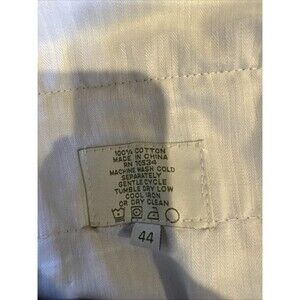 100% COTTON
MADE IN CHINA
RN 70534
MACHINE WASH COLD
SEPARATELY
GENTLE CYCLE
TUMBLE DRY LOW
COOL IRON
OR DRY CLEAN
44